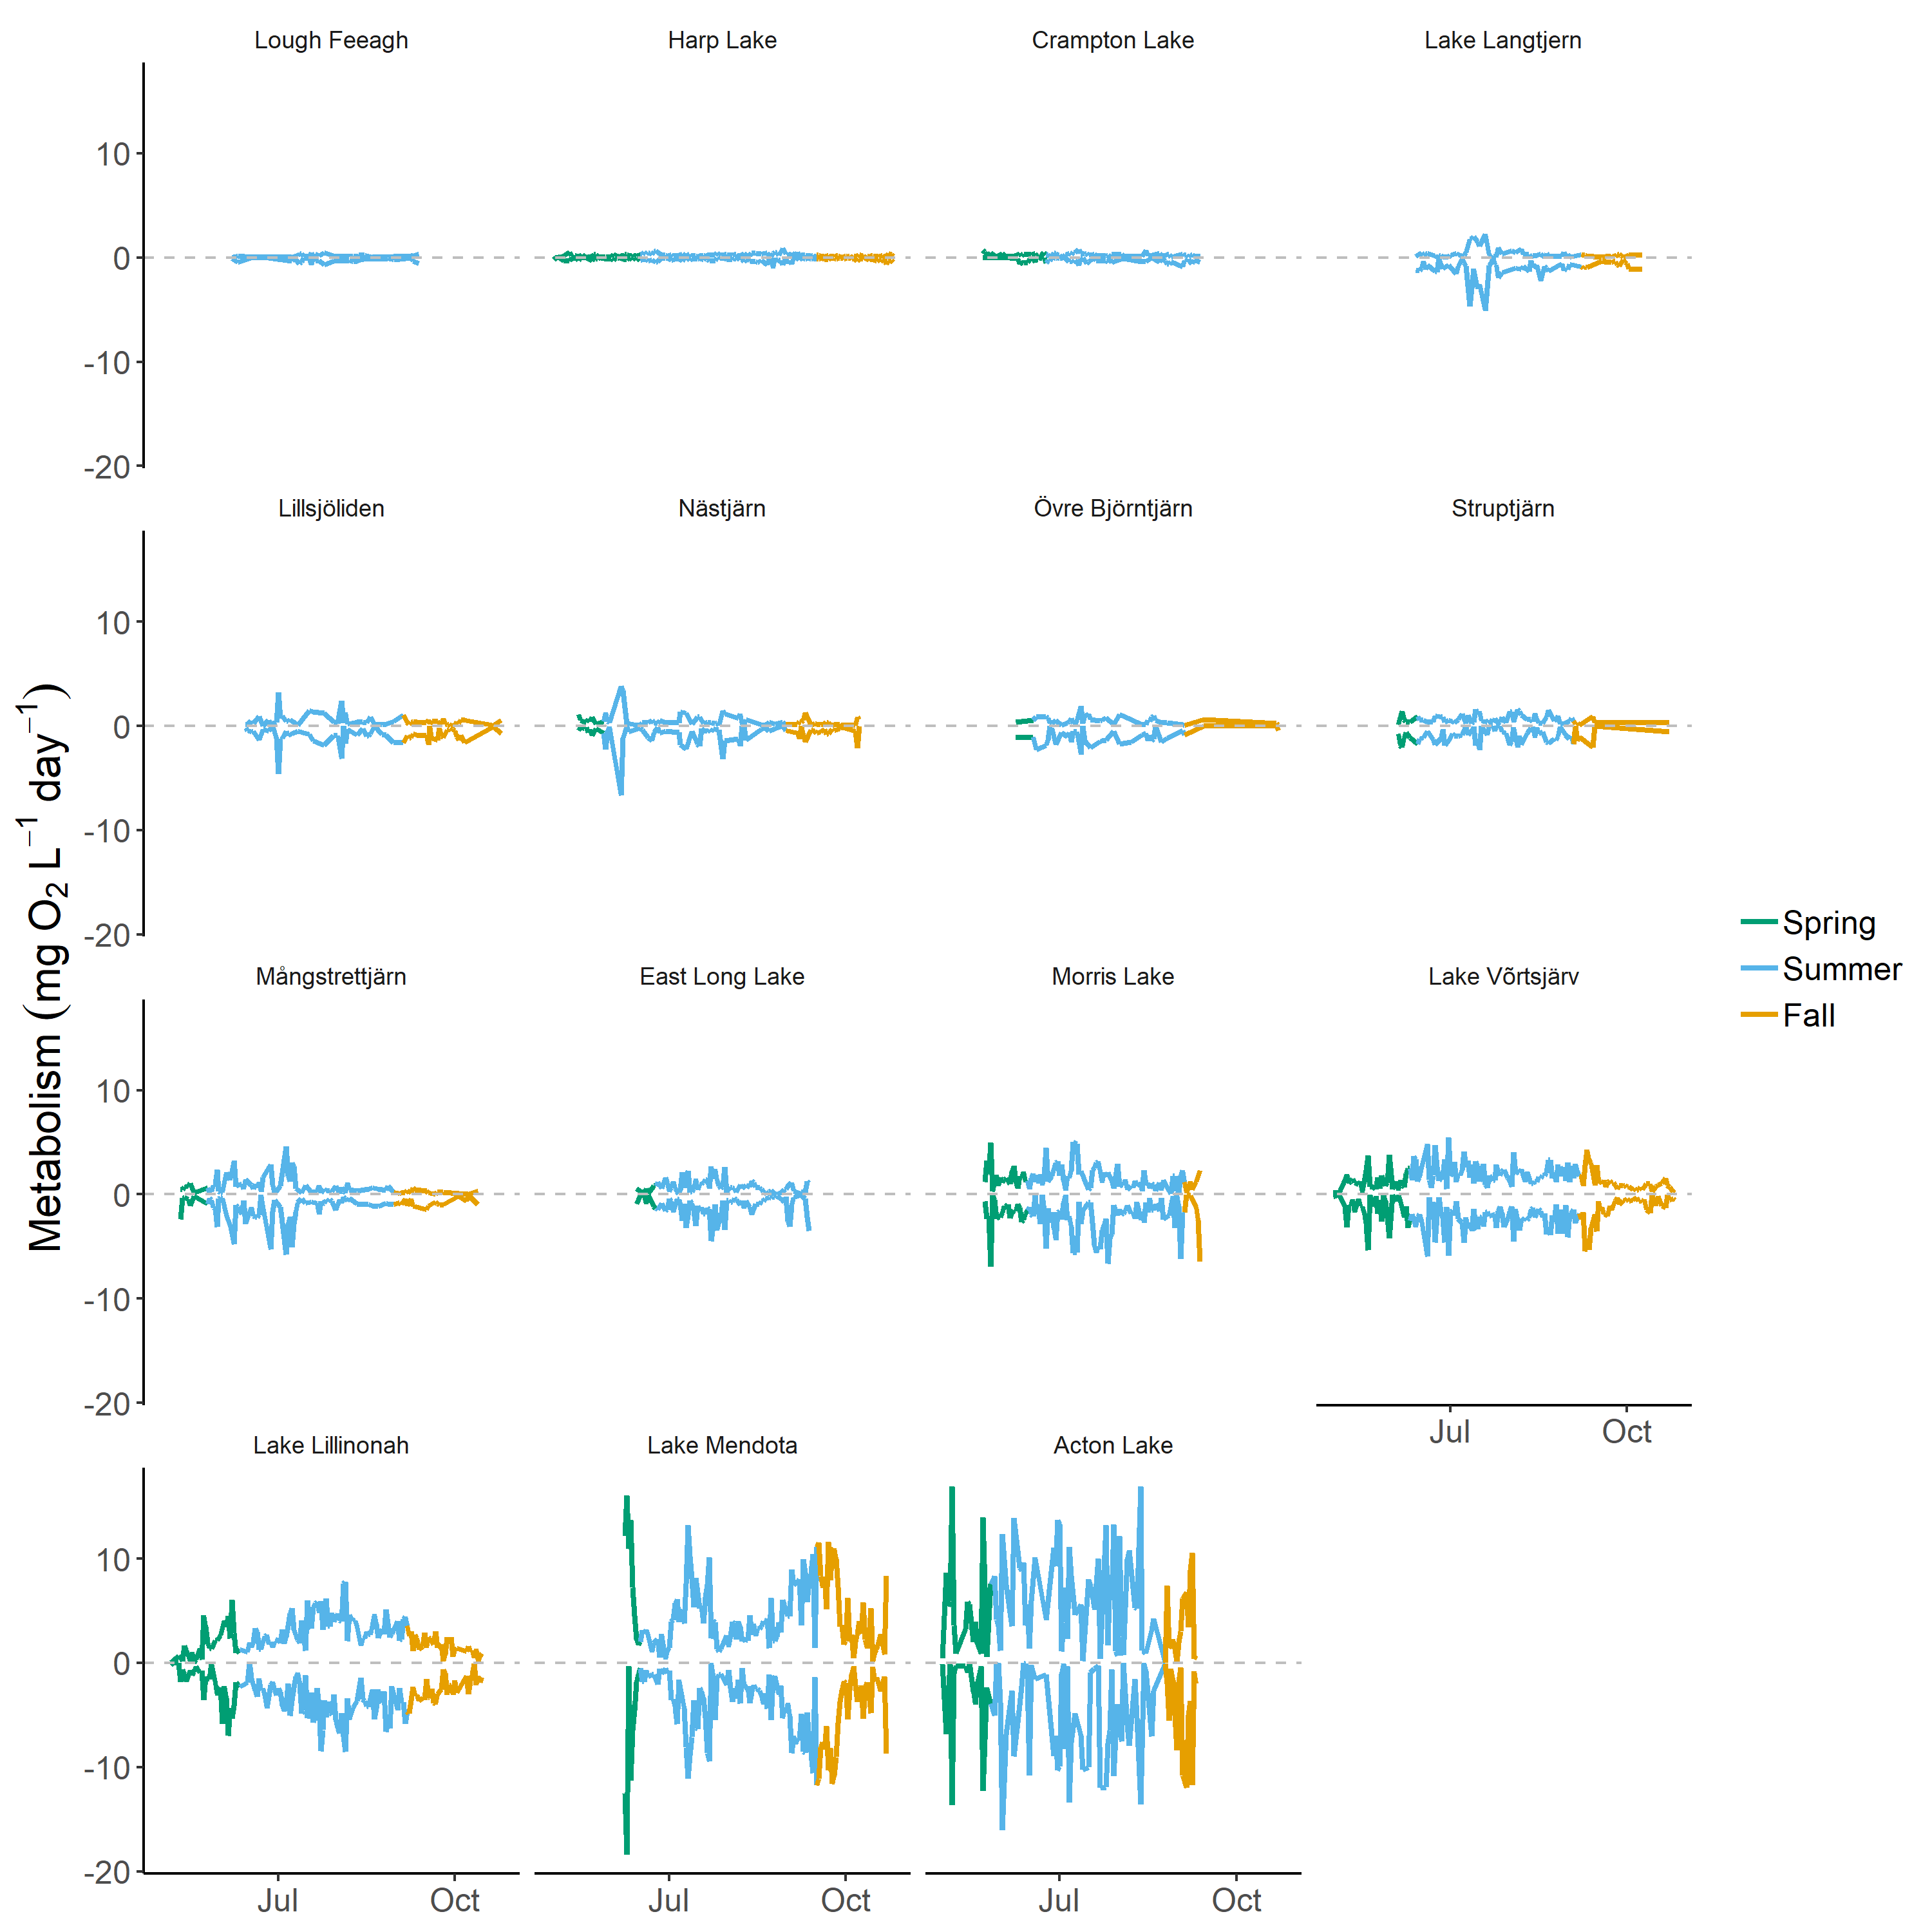 Lough Feeagh Harp Lake Crampton Lake Lake Langtjern
10
0
-10
-20
Lillsjöliden Nästjärn Övre Björntjärn Struptjärn
10
0
-10
-20
Metabolism (mg O₂ L⁻¹ day⁻¹)
Spring
Summer
Fall
Mångstrettjärn East Long Lake Morris Lake Lake Võrtsjärv
10
0
-10
-20
Jul Oct
Lake Lillinonah Lake Mendota Acton Lake
10
0
-10
-20
Jul Oct Jul Oct Jul Oct